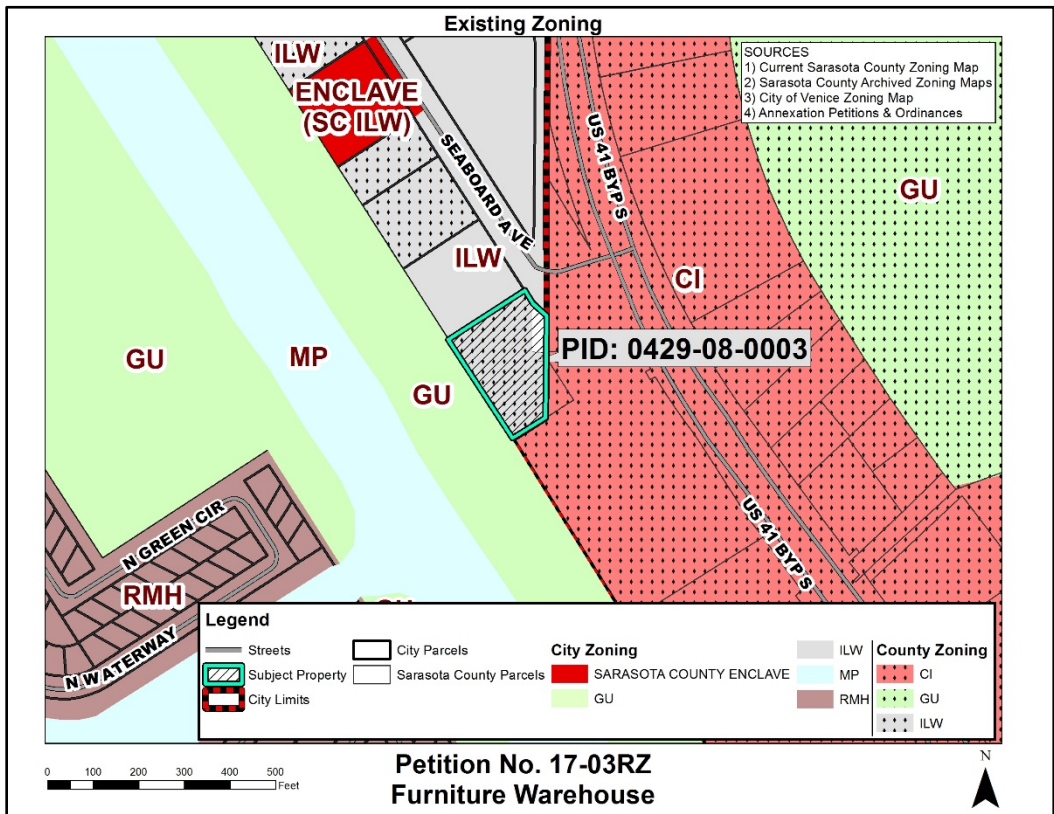 Existing Zoning
SOURCES
1) Current Sarasota County Zoning Map
2) Sarasota County Archived Zoning Maps
3) City of Venice Zoning Map
4) Annexation Petitions & Ordinances
ILW
ENCLAVE
(SC ILW)
SEABOARD AVE
US 41 BYP S
GU
ILW
CI
PID: 0429-08-0003
GU
MP
GU
N GREEN CIR
RMH
N WATERWAY
US 41 BYP S
Legend
Streets
Subject Property
City Limits
City Parcels
Sarasota County Parcels
City Zoning
SARASOTA COUNTY ENCLAVE
GU
ILW
MP
RMH
County Zoning
CI
GU
ILW
0 100 200 300 400 500
Feet
Petition No. 17-03RZ
Furniture Warehouse
N